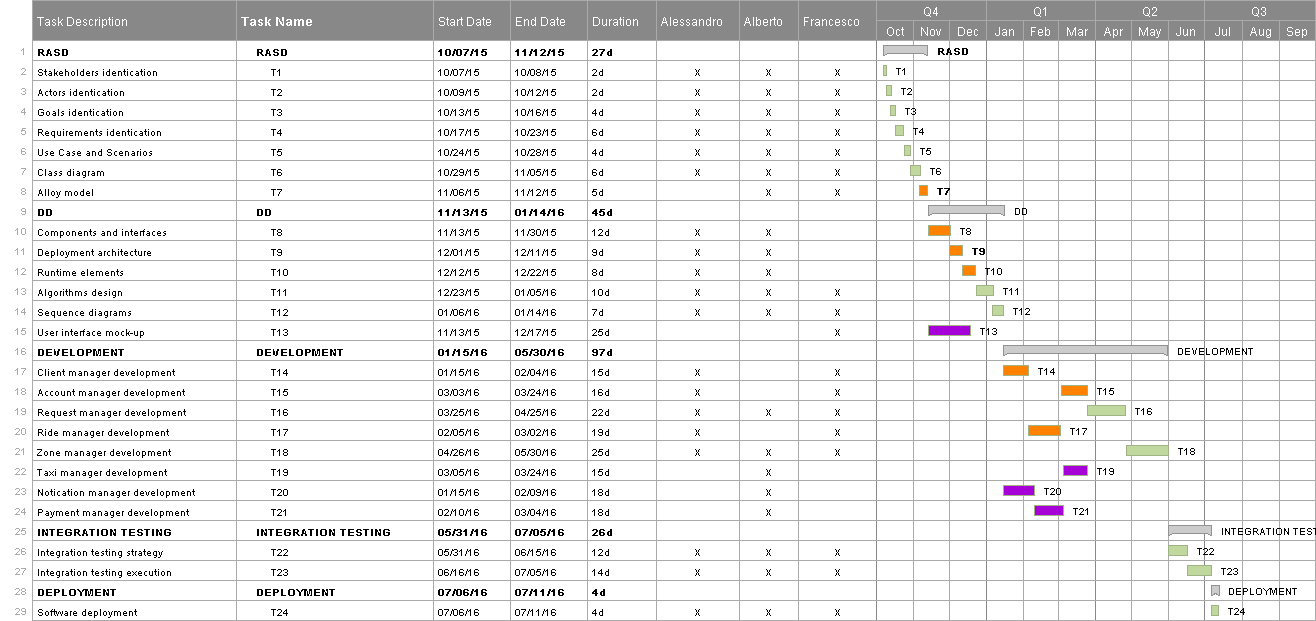 Task Description Task Name Start Date End Date Duration Alessandro Alberto Francesco Q4 Q1 Q2 Q3
Oct Nov Dec Jan Feb Mar Apr May Jun Jul Aug Sep
1 RASD RASD 10/07/15 11/12/15 27d RASD
2 Stakeholders identication T1 10/07/15 10/08/15 2d X X X T1
3 Actors identication T2 10/09/15 10/12/15 2d X X X T2
4 Goals identication T3 10/13/15 10/16/15 4d X X X T3
5 Requirements identication T4 10/17/15 10/23/15 6d X X X T4
6 Use Case and Scenarios T5 10/24/15 10/28/15 4d X X X T5
7 Class diagram T6 10/29/15 11/05/15 6d X X X T6
8 Alloy model T7 11/06/15 11/12/15 5d X X T7
9 DD DD 11/13/15 01/14/16 45d DD
10 Components and interfaces T8 11/13/15 11/30/15 12d X X T8
11 Deployment architecture T9 12/01/15 12/11/15 9d X X T9
12 Runtime elements T10 12/12/15 12/22/15 8d X X T10
13 Algorithms design T11 12/23/15 01/05/16 10d X X X T11
14 Sequence diagrams T12 01/06/16 01/14/16 7d X X X T12
15 User interface mock-up T13 11/13/15 12/17/15 25d X T13
16 DEVELOPMENT DEVELOPMENT 01/15/16 05/30/16 97d DEVELOPMENT
17 Client manager development T14 01/15/16 02/04/16 15d X X T14
18 Account manager development T15 03/03/16 03/24/16 16d X X T15
19 Request manager development T16 03/25/16 04/25/16 22d X X X T16
20 Ride manager development T17 02/05/16 03/02/16 19d X X T17
21 Zone manager development T18 04/26/16 05/30/16 25d X X X T18
22 Taxi manager development T19 03/05/16 03/24/16 15d X T19
23 Notication manager development T20 01/15/16 02/09/16 18d X T20
24 Payment manager development T21 02/10/16 03/04/16 18d X T21
25 INTEGRATION TESTING INTEGRATION TESTING 05/31/16 07/05/16 26d INTEGRATION TEST
26 Integration testing strategy T22 05/31/16 06/15/16 12d X X X T22
27 Integration testing execution T23 06/16/16 07/05/16 14d X X X T23
28 DEPLOYMENT DEPLOYMENT 07/06/16 07/11/16 4d DEPLOYMENT
29 Software deployment T24 07/06/16 07/11/16 4d X X X T24